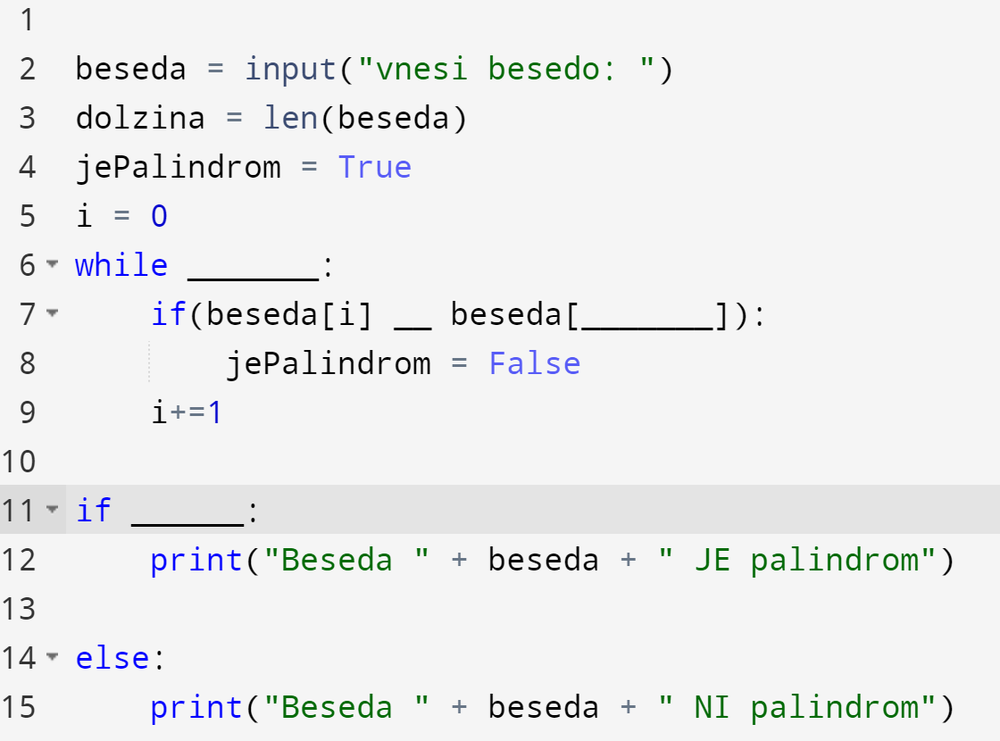 1
2 beseda = input("vnesi besedo: ")
3 dolzina = len(beseda)
4 jePalindrom = True
5 i = 0
6 while _______:
7     if(beseda[i] __ beseda[_______]):
8         jePalindrom = False
9     i+=1
10
11 if ______:
12     print("Beseda " + beseda + " JE palindrom")
13
14 else:
15     print("Beseda " + beseda + " NI palindrom")